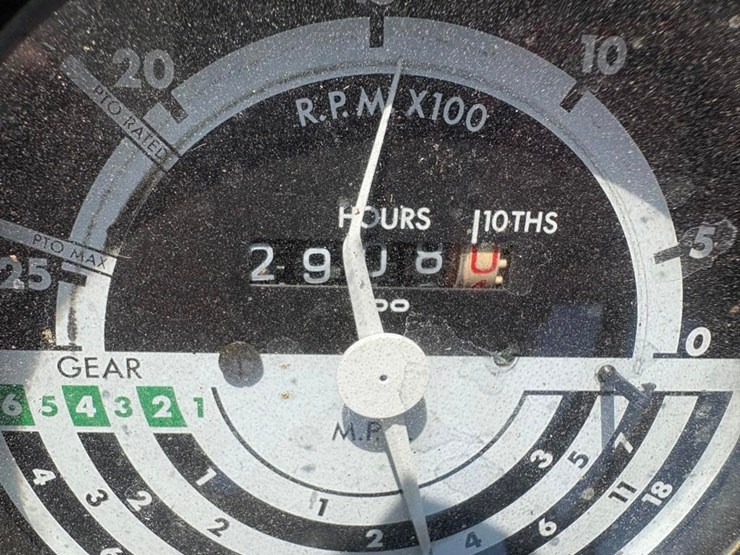 20
10
R.P.M. X100
PTO RATED
HOURS 10THS
5
PTO MAX
25
2908 0
0
GEAR
6 5 4 3 2 1
M.P.
3 5 7
4 3 2 1
11 18
2 1
2 4 6